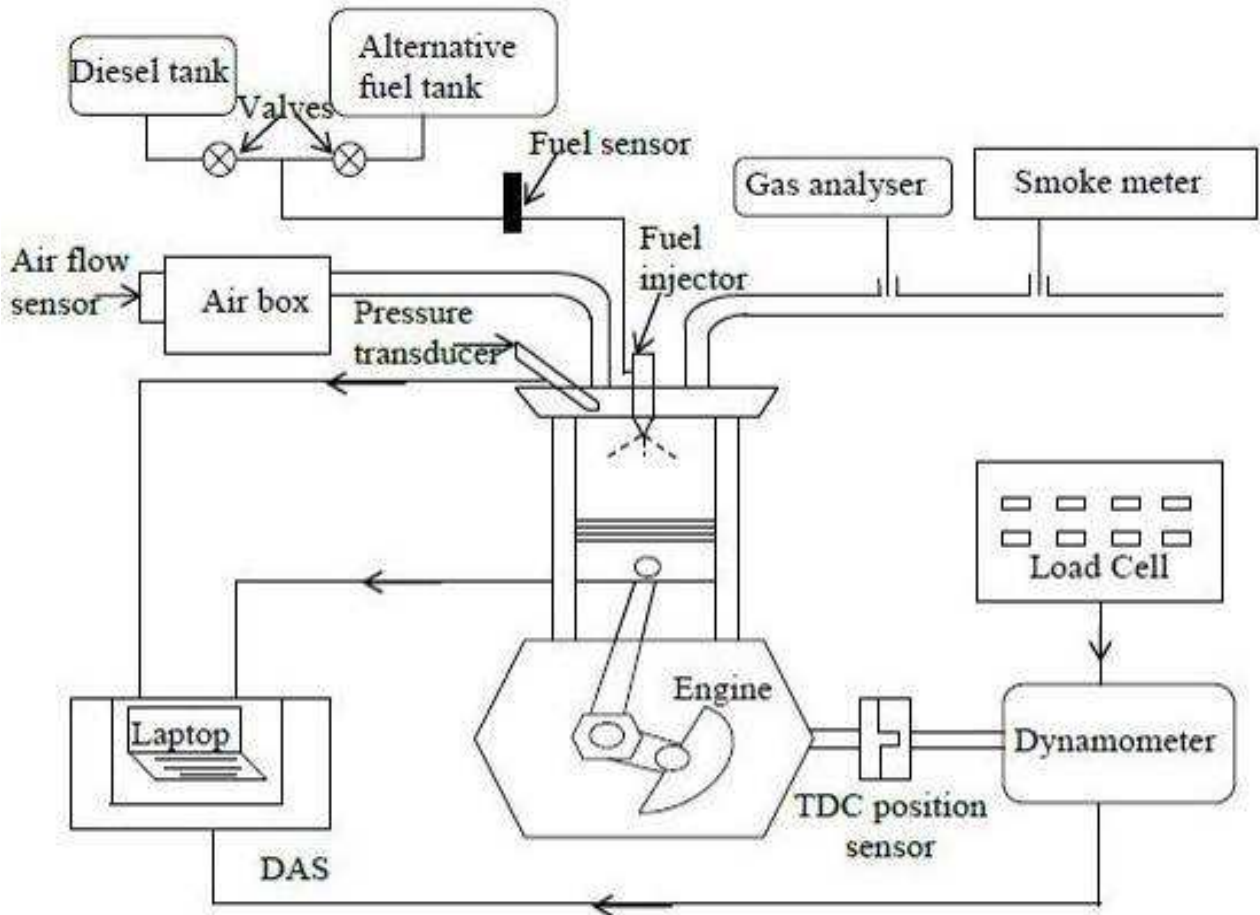 Diesel tank
Alternative
fuel tank
Valves
Fuel sensor
Gas analyser
Smoke meter
Air flow
sensor
Air box
Fuel
injector
Pressure
transducer
Load Cell
Engine
Laptop
Dynamometer
TDC position
sensor
DAS